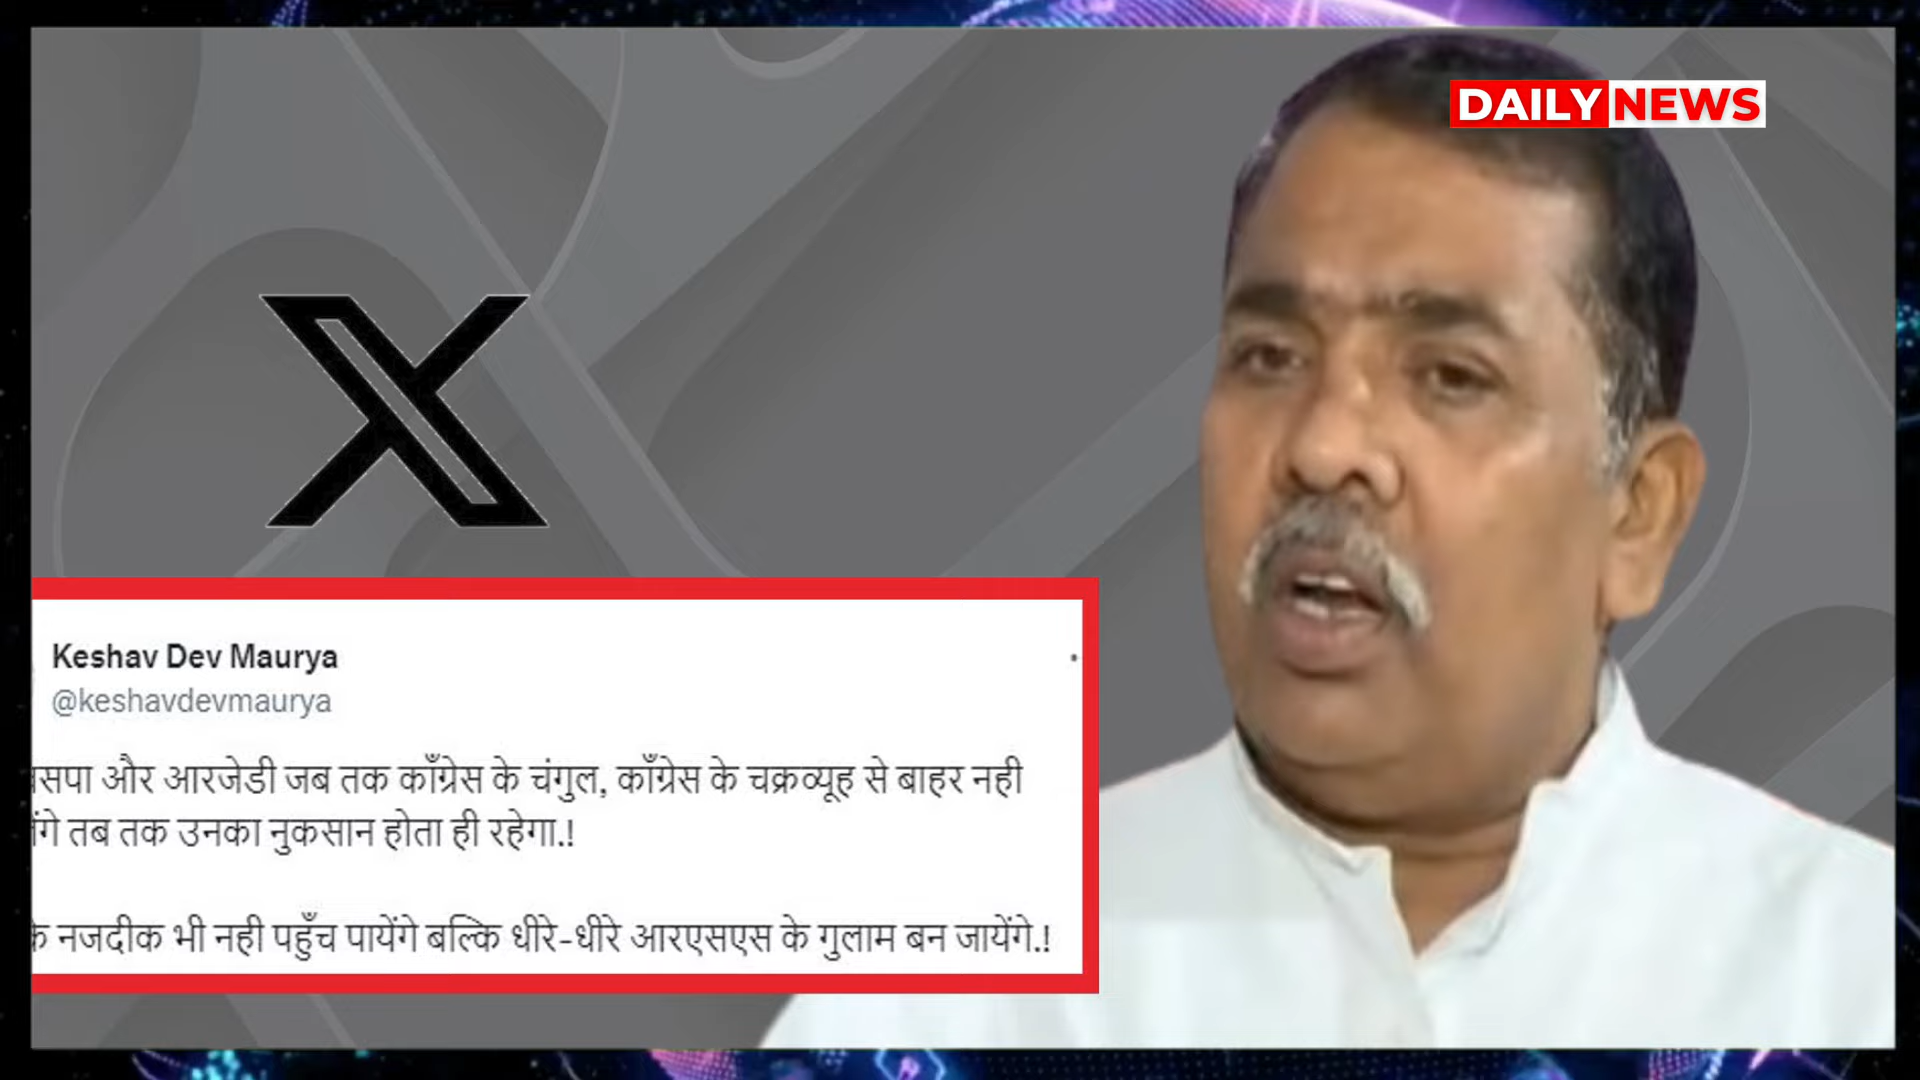 DAILY NEWS
Keshav Dev Maurya
@keshavdevmaurya
और आरजेडी जब तक काँग्रेस के चंगुल, काँग्रेस के चक्रव्यूह से बाहर नही
तब तक उनका नुकसान होता ही रहेगा.!
के नजदीक भी नही पहुँच पायेंगे बल्कि धीरे-धीरे आरएसएस के गुलाम बन जायेंगे.!